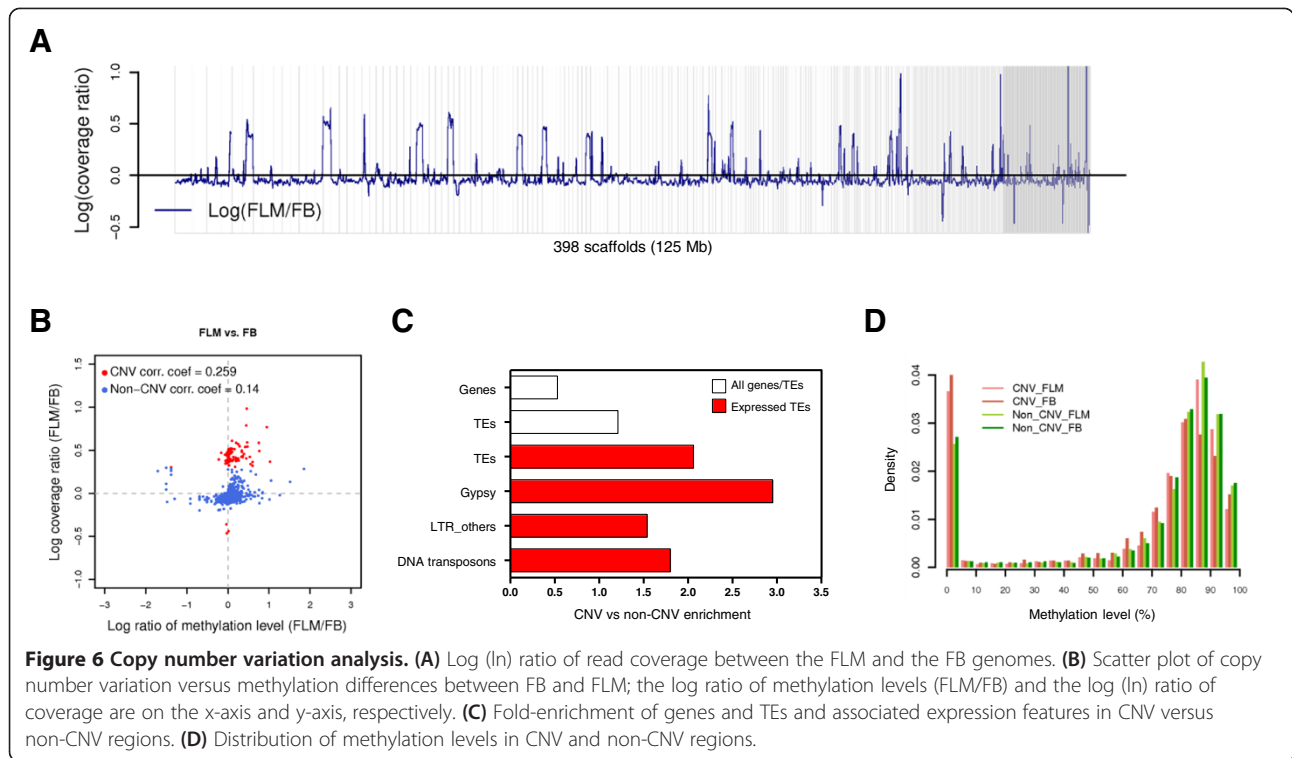 A
Log(coverage ratio)
1.0
0.5
0.0
−0.5
Log(FLM/FB)
398 scaffolds (125 Mb)
B
FLM vs. FB
CNV corr. coef = 0.259
Non−CNV corr. coef = 0.14
Log coverage ratio (FLM/FB)
1.5
1.0
0.5
0.0
−0.5
−1.0
−3 −2 −1 0 1 2 3
Log ratio of methylation level (FLM/FB)
C
Genes
TEs
TEs
Gypsy
LTR_others
DNA transposons
All genes/TEs
Expressed TEs
0.0 0.5 1.0 1.5 2.0 2.5 3.0 3.5
CNV vs non-CNV enrichment
D
CNV_FLM
CNV_FB
Non_CNV_FLM
Non_CNV_FB
Density
0.04
0.03
0.02
0.01
0.00
0 10 20 30 40 50 60 70 80 90 100
Methylation level (%)
Figure 6 Copy number variation analysis. (A) Log (ln) ratio of read coverage between the FLM and the FB genomes. (B) Scatter plot of copy
number variation versus methylation differences between FB and FLM; the log ratio of methylation levels (FLM/FB) and the log (ln) ratio of
coverage are on the x-axis and y-axis, respectively. (C) Fold-enrichment of genes and TEs and associated expression features in CNV versus
non-CNV regions. (D) Distribution of methylation levels in CNV and non-CNV regions.